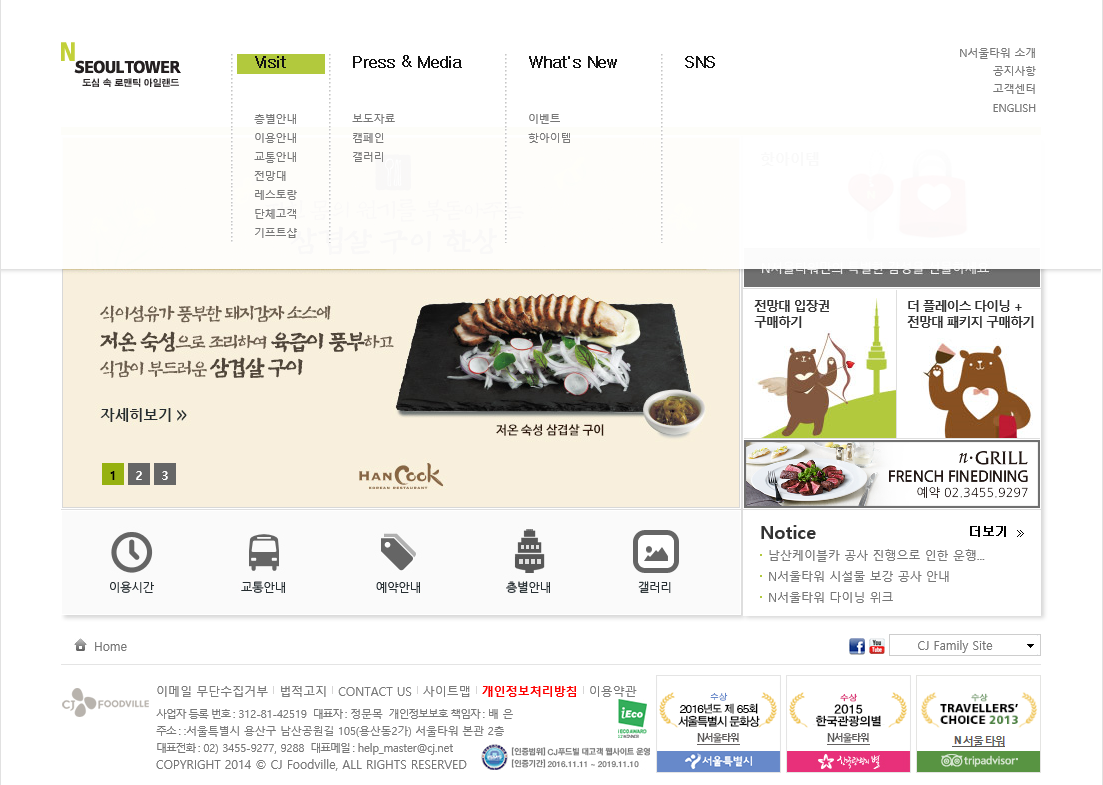 N
SEOULTOWER
도심 속 로맨틱 아일랜드
Visit
Press & Media
What's New
SNS
N서울타워 소개
공지사항
고객센터
ENGLISH
층별안내
이용안내
교통안내
전망대
레스토랑
단체고객
기프트샵
보도자료
캠페인
갤러리
이벤트
핫아이템
핫아이템
삼겹살 구이 한상
식이섬유가 풍부한 돼지감자 소스에
저온 숙성으로 조리하여 육즙이 풍부하고
식감이 부드러운 삼겹살 구이
자세히보기 »
저온 숙성 삼겹살 구이
1 2 3
HANCook
KOREAN RESTAURANT
전망대 입장권
구매하기
더 플레이스 다이닝 +
전망대 패키지 구매하기
n·GRILL
FRENCH FINEDINING
예약 02.3455.9297
이용시간
교통안내
예약안내
층별안내
갤러리
Notice
더보기 »
· 남산케이블카 공사 진행으로 인한 운행...
· N서울타워 시설물 보강 공사 안내
· N서울타워 다이닝 위크
Home
f
You Tube
CJ Family Site
CJ FOODVILLE
이메일 무단수집거부 | 법적고지 | CONTACT US | 사이트맵 | 개인정보처리방침 | 이용약관
사업자 등록 번호 : 312-81-42519 대표자 : 정문목 개인정보보호 책임자 : 배 은
주소 : :서울특별시 용산구 남산공원길 105(용산동2가) 서울타워 본관 2층
대표전화 : 02) 3455-9277, 9288 대표메일 : help_master@cj.net
COPYRIGHT 2014 © CJ Foodville, ALL RIGHTS RESERVED
[인증범위] CJ푸드빌 대고객 웹사이트 운영
[인증기간] 2016.11.11 ~ 2019.11.10
iEco
수상
2016년도 제 65회
서울특별시 문화상
N서울타워
서울특별시
수상
2015
한국관광의별
N서울타워
한국관광의 별
수상
TRAVELLERS'
CHOICE 2013
N 서울 타워
tripadvisor